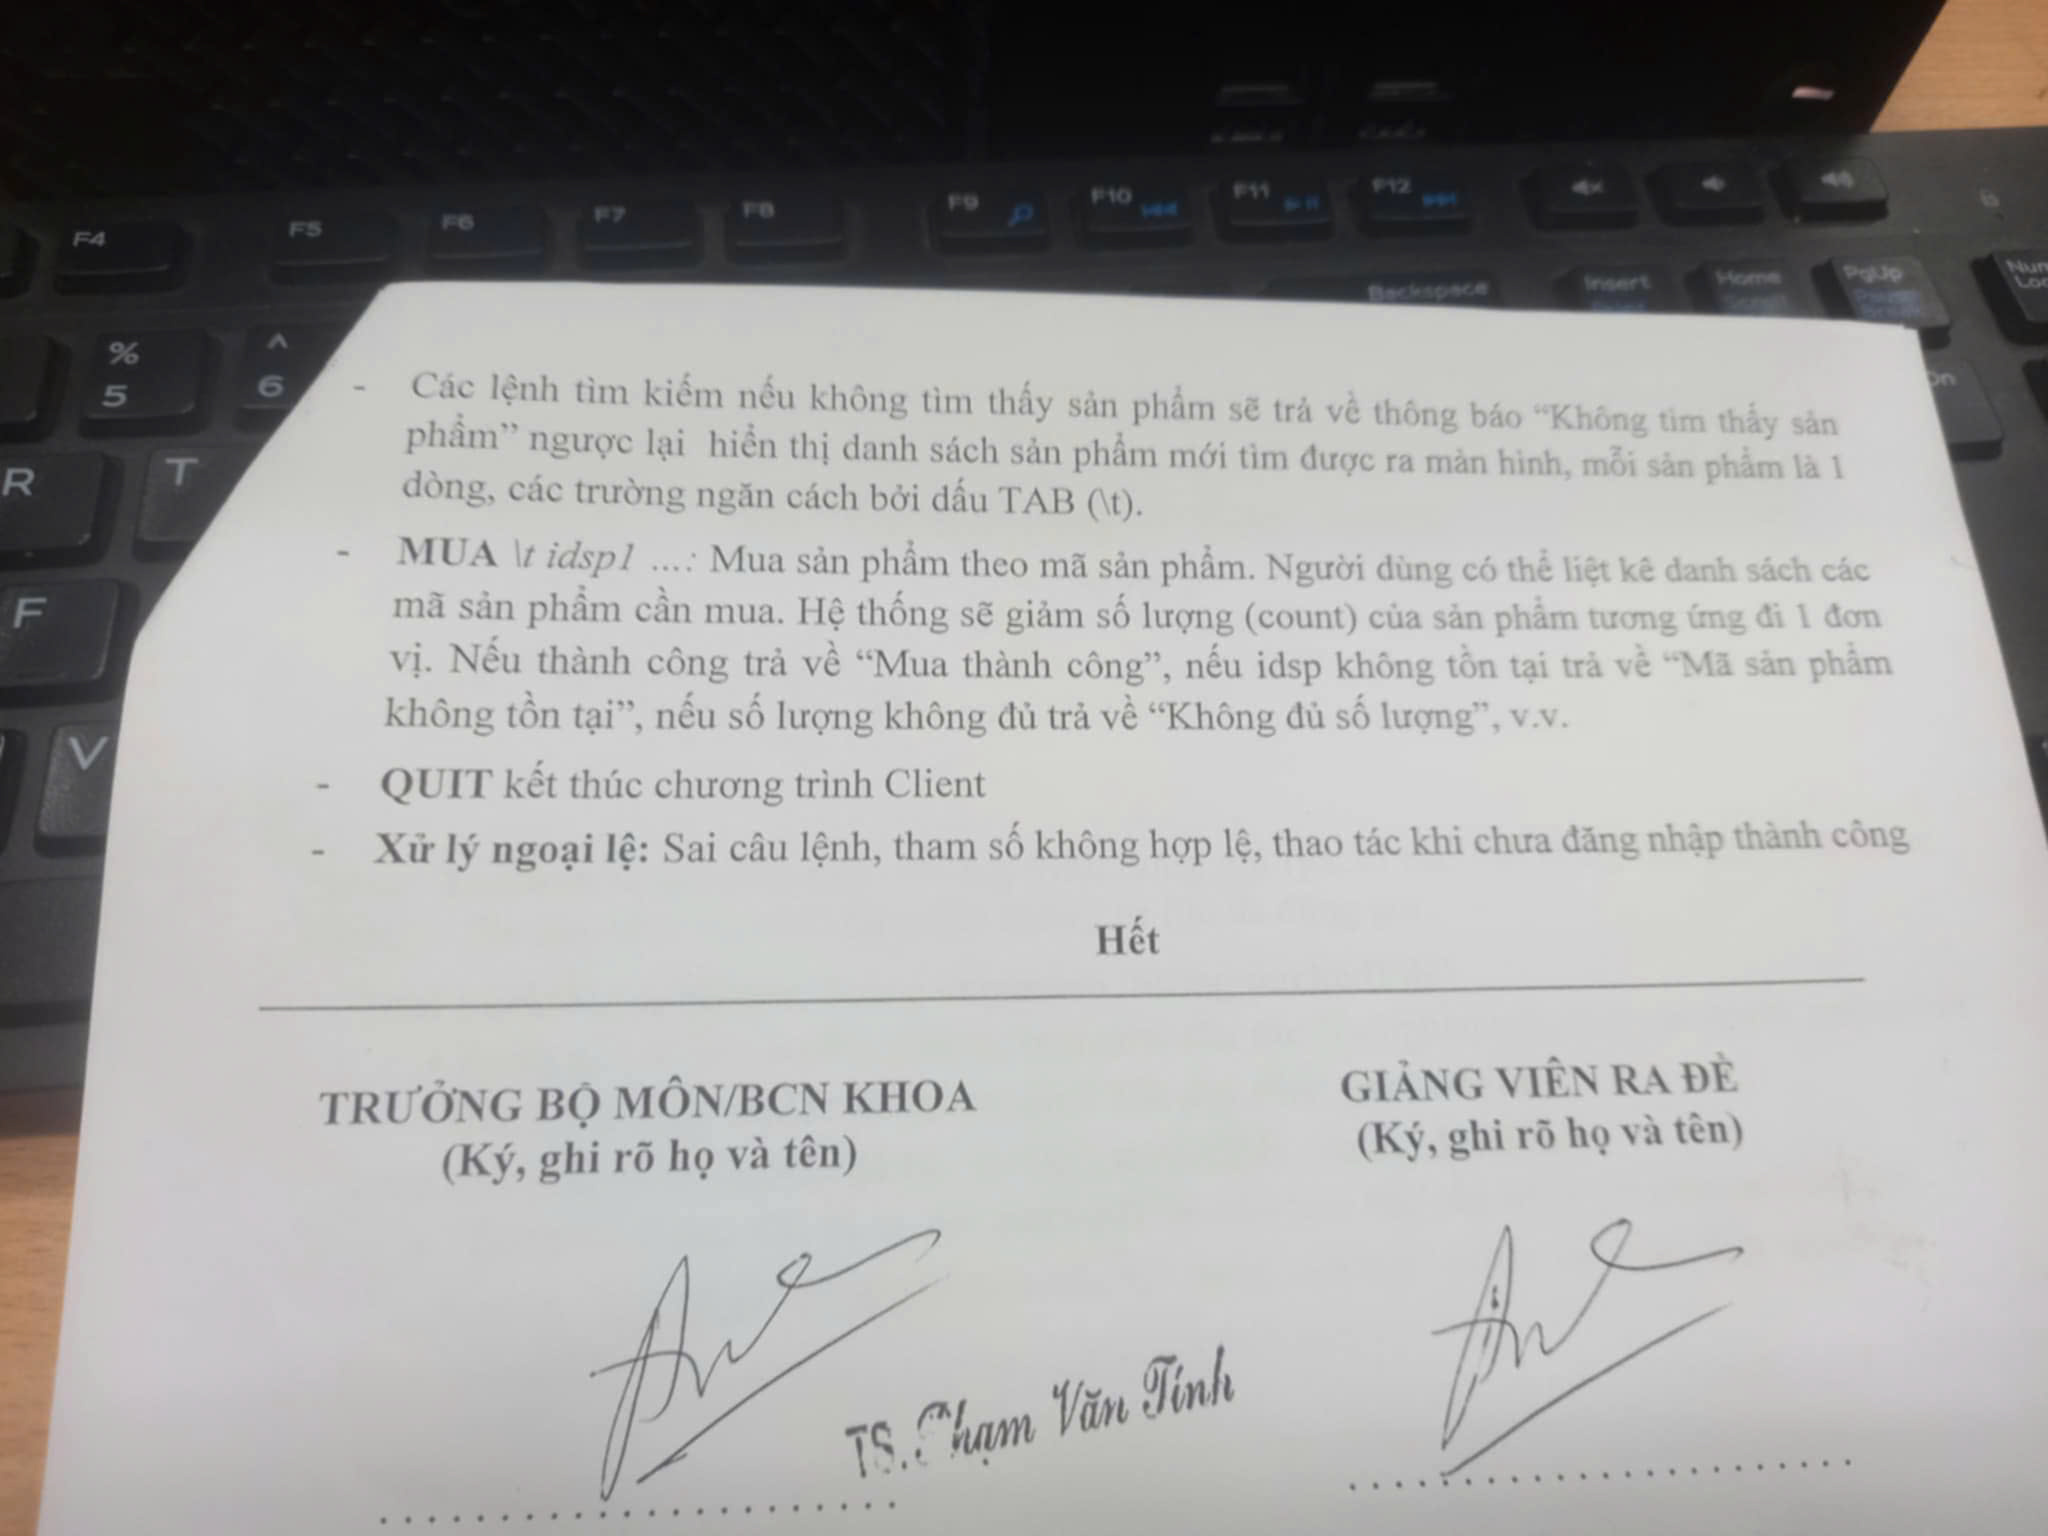 F4 F5 F6 F7 F8 F9 F10 F11 F12
Backspace Insert Home PgUp Num
% 5 ^ 6
R T
F
V
- Các lệnh tìm kiếm nếu không tìm thấy sản phẩm sẽ trả về thông báo “Không tìm thấy sản
phẩm” ngược lại hiển thị danh sách sản phẩm mới tìm được ra màn hình, mỗi sản phẩm là 1
dòng, các trường ngăn cách bởi dấu TAB (\t).
- MUA \t idsp1 ...: Mua sản phẩm theo mã sản phẩm. Người dùng có thể liệt kê danh sách các
mã sản phẩm cần mua. Hệ thống sẽ giảm số lượng (count) của sản phẩm tương ứng đi 1 đơn
vị. Nếu thành công trả về “Mua thành công”, nếu idsp không tồn tại trả về “Mã sản phẩm
không tồn tại”, nếu số lượng không đủ trả về “Không đủ số lượng”, v.v.
- QUIT kết thúc chương trình Client
- Xử lý ngoại lệ: Sai câu lệnh, tham số không hợp lệ, thao tác khi chưa đăng nhập thành công
Hết
TRƯỞNG BỘ MÔN/BCN KHOA
(Ký, ghi rõ họ và tên)
GIẢNG VIÊN RA ĐỀ
(Ký, ghi rõ họ và tên)
TS. Phạm Văn Tính